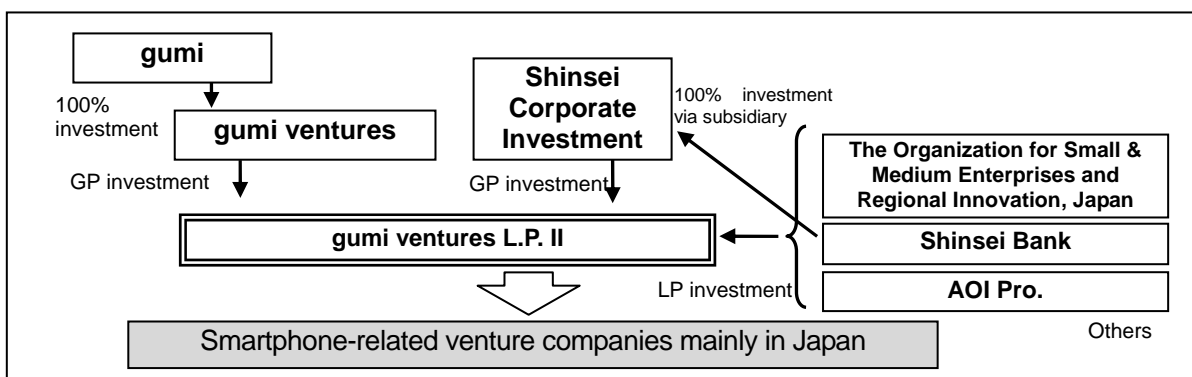 gumi
100%
investment
gumi ventures
GP investment
Shinsei
Corporate
Investment
GP investment
100% investment
via subsidiary
The Organization for Small &
Medium Enterprises and
Regional Innovation, Japan
Shinsei Bank
AOI Pro.
Others
LP investment
gumi ventures L.P. II
Smartphone-related venture companies mainly in Japan